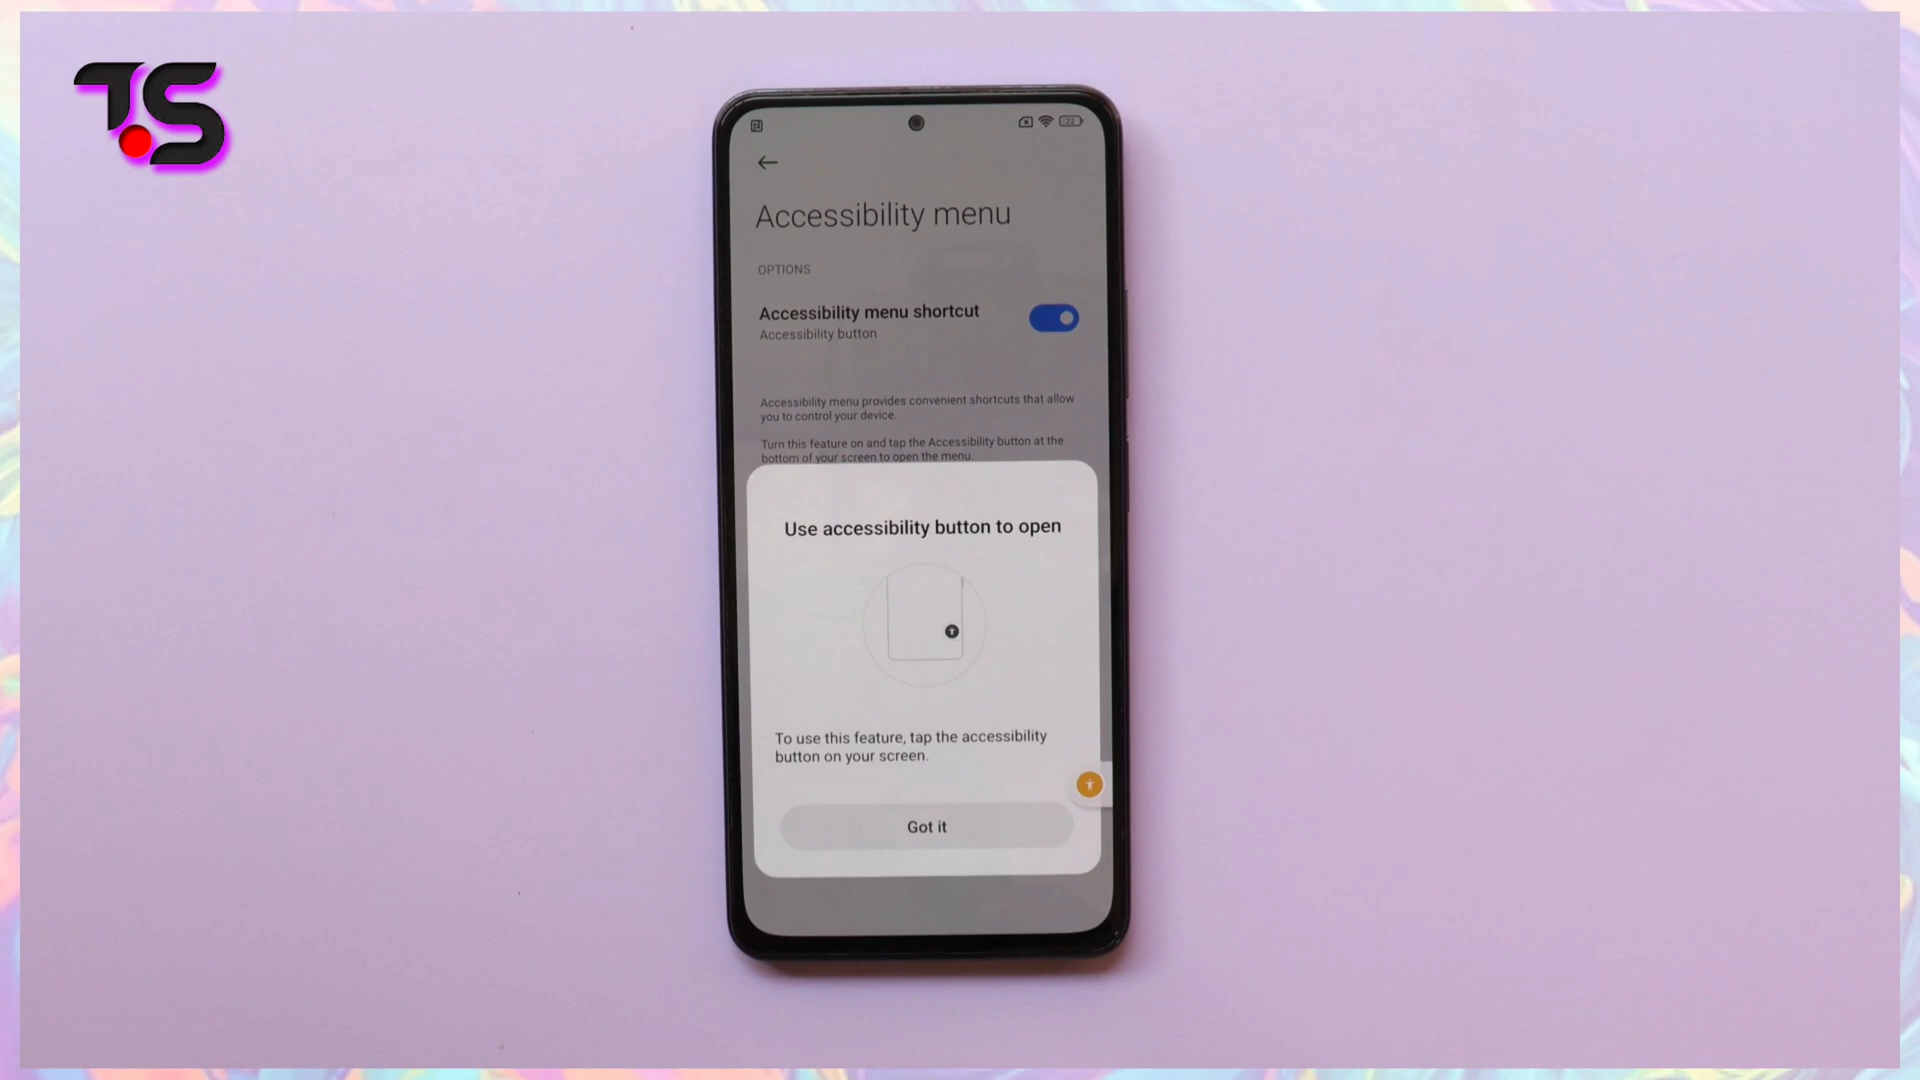 T.S
22
Accessibility menu
OPTIONS
Accessibility menu shortcut
Accessibility button
Accessibility menu provides convenient shortcuts that allow
you to control your device.
Turn this feature on and tap the Accessibility button at the
bottom of your screen to open the menu.
Use accessibility button to open
To use this feature, tap the accessibility
button on your screen.
Got it